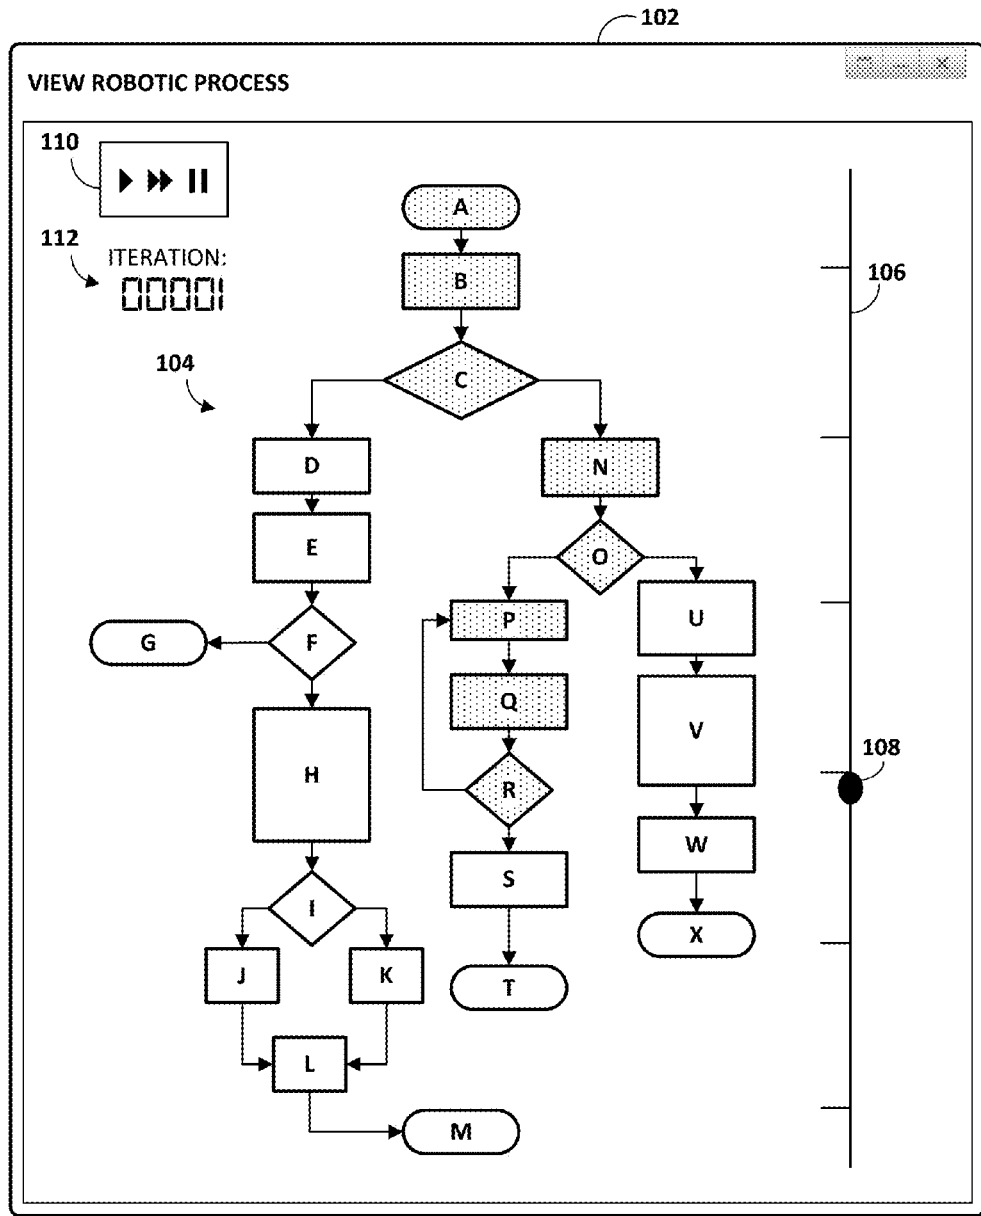 102
VIEW ROBOTIC PROCESS
110
112
ITERATION:
00001
104
106
108
A
B
C
D
N
E
O
P
U
G
F
Q
V
H
R
W
S
I
X
J
K
T
L
M